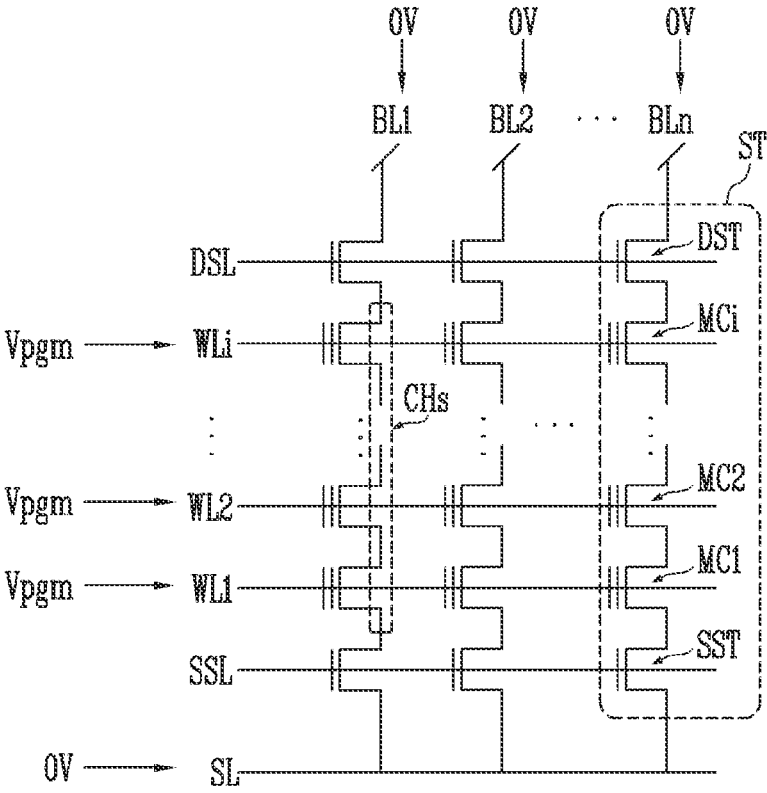 0V 0V 0V
BL1 BL2 ... BLn
ST
DSL DST
Vpgm WLi MCi
CHs
...
Vpgm WL2 MC2
Vpgm WL1 MC1
SSL SST
0V SL